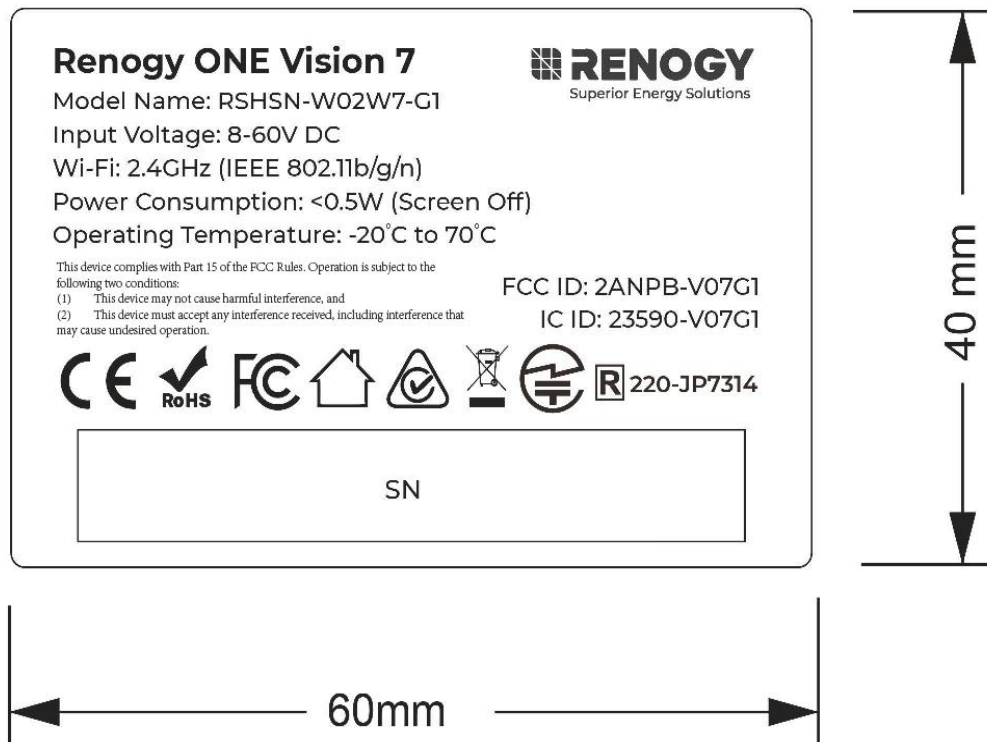 Renogy ONE Vision 7
RENOGY
Superior Energy Solutions
Model Name: RSHSN-W02W7-G1
Input Voltage: 8-60V DC
Wi-Fi: 2.4GHz (IEEE 802.11b/g/n)
Power Consumption: <0.5W (Screen Off)
Operating Temperature: -20°C to 70°C
This device complies with Part 15 of the FCC Rules. Operation is subject to the
following two conditions:
(1) This device may not cause harmful interference, and
(2) This device must accept any interference received, including interference that
may cause undesired operation.
FCC ID: 2ANPB-V07G1
IC ID: 23590-V07G1
CE RoHS FC R 220-JP7314
SN
40 mm
60mm